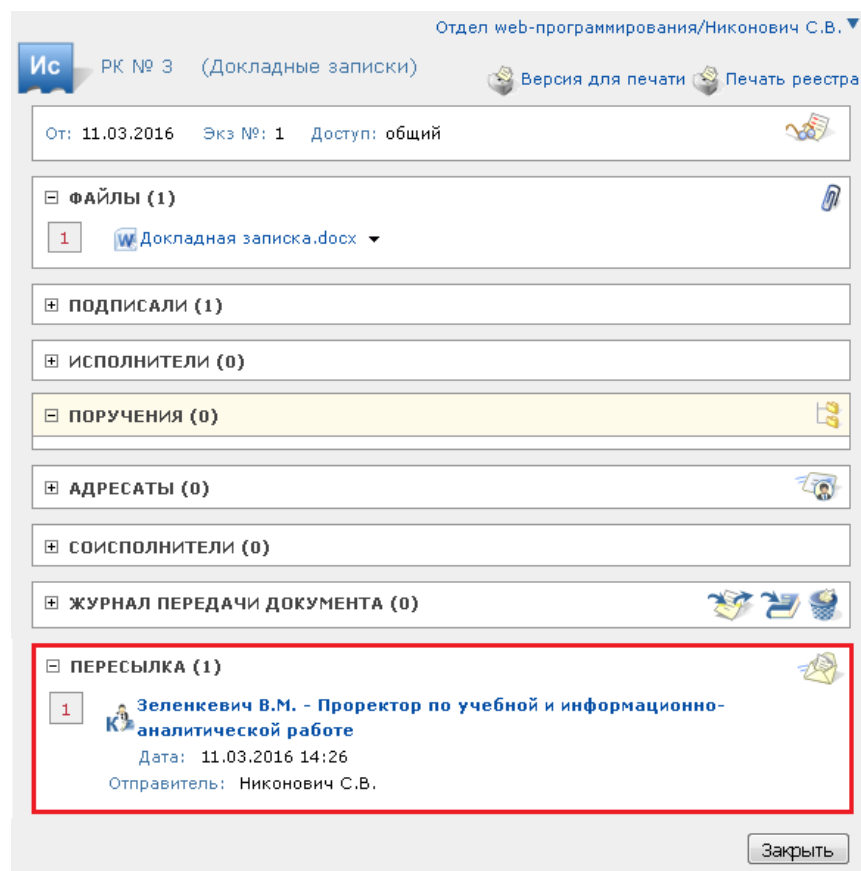 Отдел web-программирования/Никонович С.В.
Ис РК № 3 (Докладные записки)
Версия для печати Печать реестра
От: 11.03.2016 Экз №: 1 Доступ: общий
ФАЙЛЫ (1)
1 Докладная записка.docx
ПОДПИСАЛИ (1)
ИСПОЛНИТЕЛИ (0)
ПОРУЧЕНИЯ (0)
АДРЕСАТЫ (0)
СОИСПОЛНИТЕЛИ (0)
ЖУРНАЛ ПЕРЕДАЧИ ДОКУМЕНТА (0)
ПЕРЕСЫЛКА (1)
1 К Зеленкевич В.М. - Проректор по учебной и информационно-
аналитической работе
Дата: 11.03.2016 14:26
Отправитель: Никонович С.В.
Закрыть